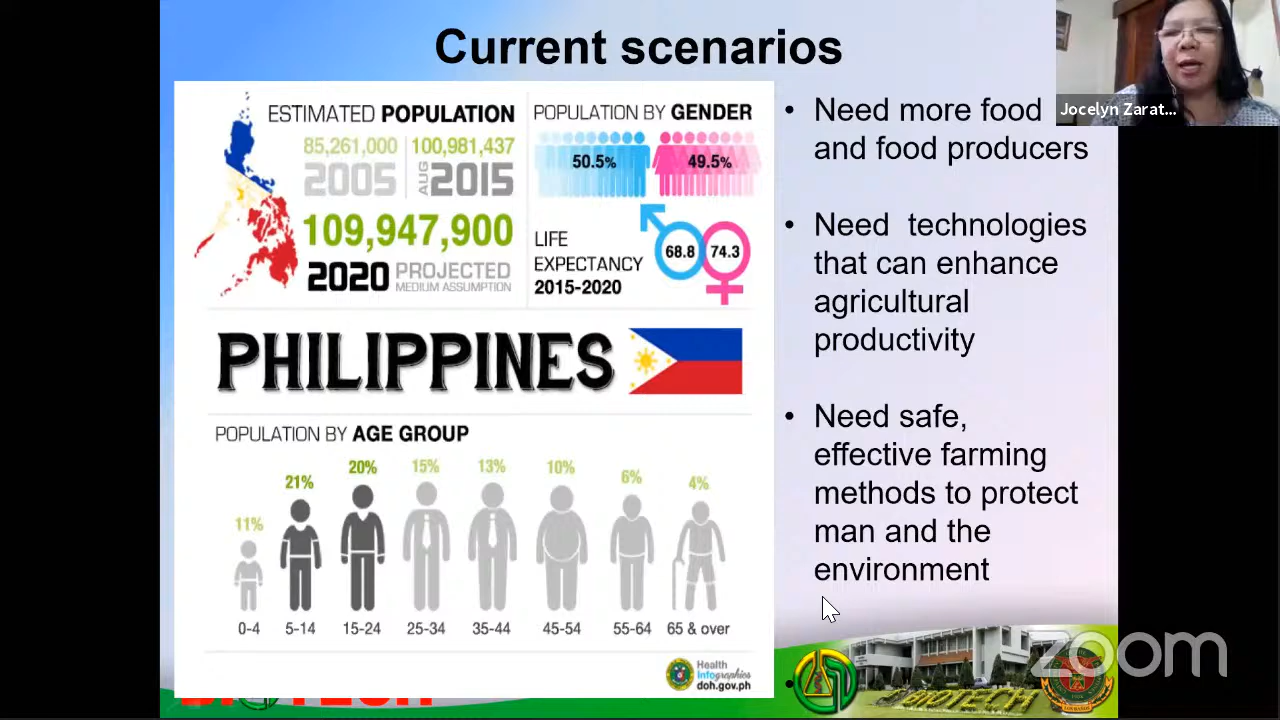 Current scenarios
Jocelyn Zarat...
ESTIMATED POPULATION
85,261,000
2005
100,981,437
AUG 2015
109,947,900
2020 PROJECTED
MEDIUM ASSUMPTION
POPULATION BY GENDER
50.5%
49.5%
LIFE
EXPECTANCY
2015-2020
68.8
74.3
PHILIPPINES
POPULATION BY AGE GROUP
11%
21%
20%
15%
13%
10%
6%
4%
0-4
5-14
15-24
25-34
35-44
45-54
55-64
65 & over
Health
Infographics
doh.gov.ph
• Need more food
and food producers
• Need technologies
that can enhance
agricultural
productivity
• Need safe,
effective farming
methods to protect
man and the
environment
•
BIOTECH
zoom